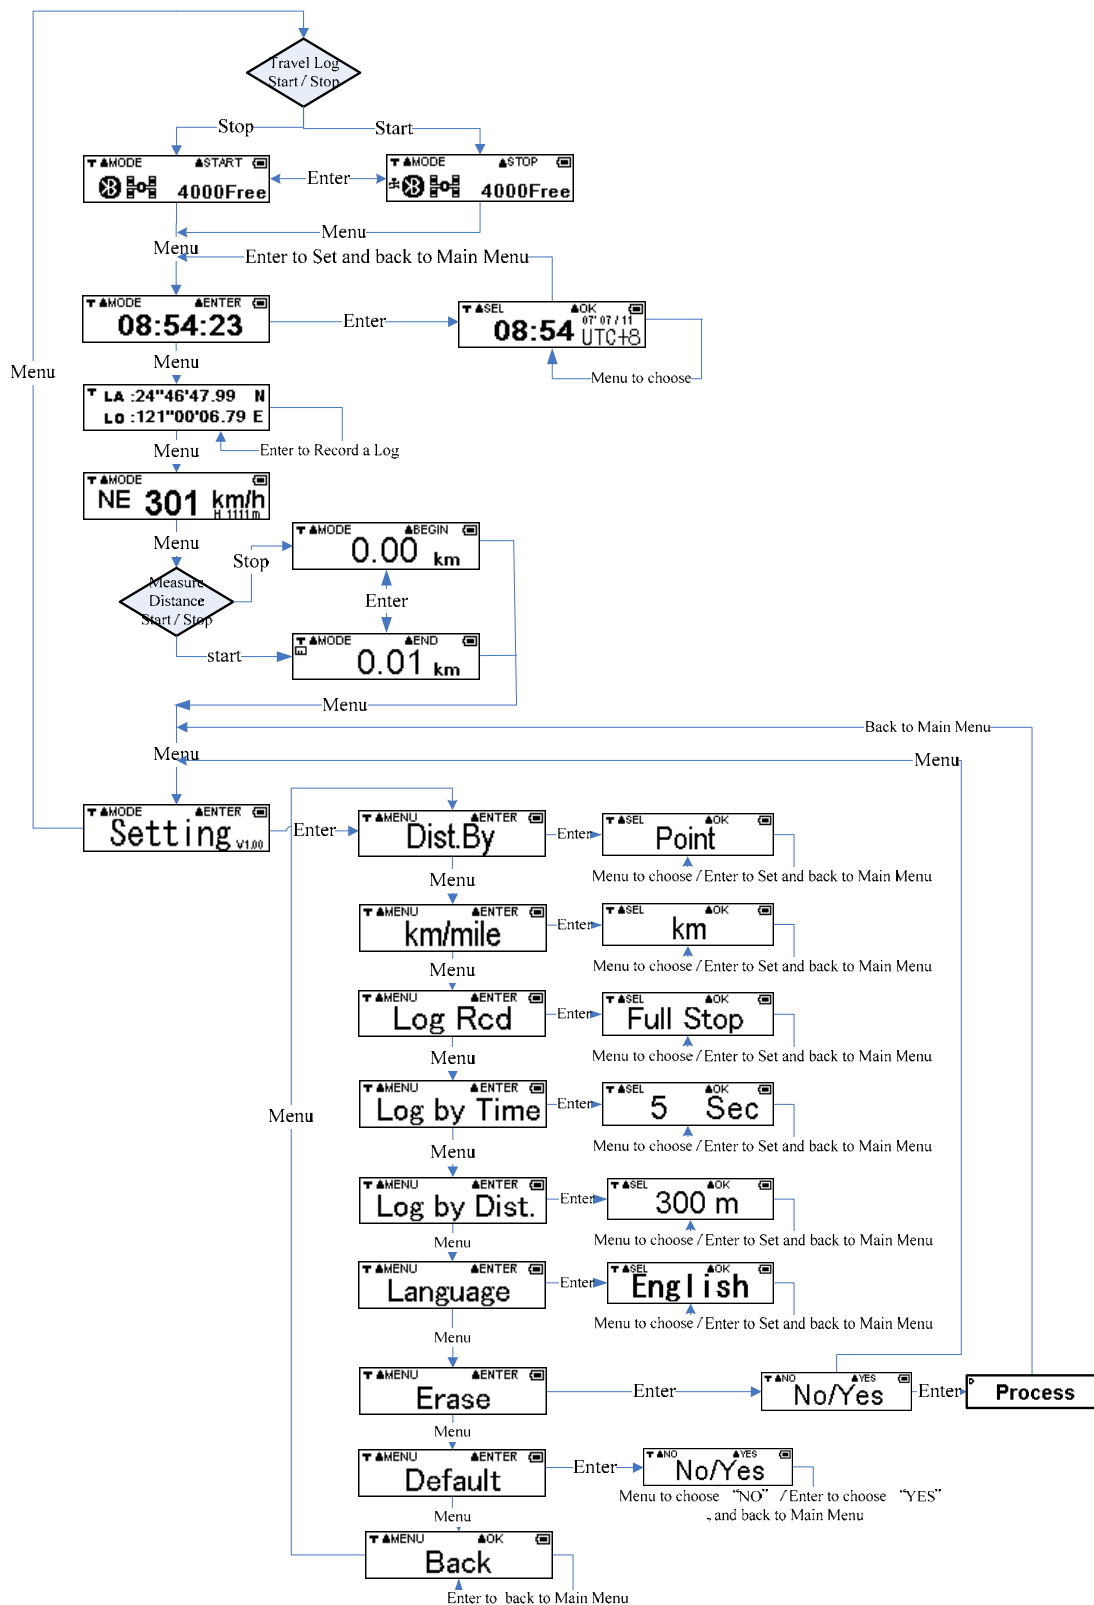 Travel Log
Start / Stop
Stop
Start
MODE START
4000Free
Enter
MODE STOP
4000Free
Menu
Menu
Enter to Set and back to Main Menu
MODE ENTER
08:54:23
Enter
SEL OK
08:54 07' 07 / 11
UTC+8
Menu to choose
Menu
Menu
LA :24"46'47.99 N
LO :121"00'06.79 E
Enter to Record a Log
Menu
MODE
NE 301 km/h
H 1111m
Menu
Stop
MODE BEGIN
0.00 km
Measure
Distance
Start / Stop
Enter
start
MODE END
0.01 km
Menu
Back to Main Menu
Menu
Menu
MODE ENTER
Setting V1.00
Enter
MENU ENTER
Dist.By
Enter
SEL OK
Point
Menu to choose / Enter to Set and back to Main Menu
Menu
MENU ENTER
km/mile
Enter
SEL OK
km
Menu to choose / Enter to Set and back to Main Menu
Menu
MENU ENTER
Log Rcd
Enter
SEL OK
Full Stop
Menu to choose / Enter to Set and back to Main Menu
Menu
MENU ENTER
Log by Time
Enter
SEL OK
5 Sec
Menu to choose / Enter to Set and back to Main Menu
Menu
Menu
MENU ENTER
Log by Dist.
Enter
SEL OK
300 m
Menu to choose / Enter to Set and back to Main Menu
Menu
MENU ENTER
Language
Enter
SEL OK
English
Menu to choose / Enter to Set and back to Main Menu
Menu
MENU ENTER
Erase
Enter
NO YES
No/Yes
Enter
Process
Menu
MENU ENTER
Default
Enter
NO YES
No/Yes
Menu to choose “NO” / Enter to choose “YES”
, and back to Main Menu
Menu
MENU OK
Back
Enter to back to Main Menu